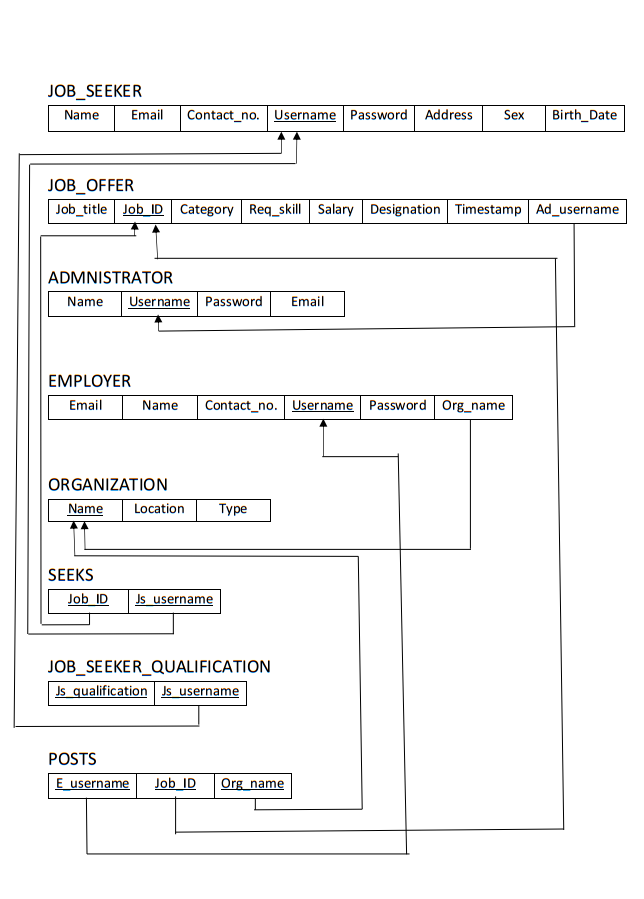 JOB_SEEKER
Name Email Contact_no. Username Password Address Sex Birth_Date
JOB_OFFER
Job_title Job_ID Category Req_skill Salary Designation Timestamp Ad_username
ADMNISTRATOR
Name Username Password Email
EMPLOYER
Email Name Contact_no. Username Password Org_name
ORGANIZATION
Name Location Type
SEEKS
Job_ID Js_username
JOB_SEEKER_QUALIFICATION
Js_qualification Js_username
POSTS
E_username Job_ID Org_name